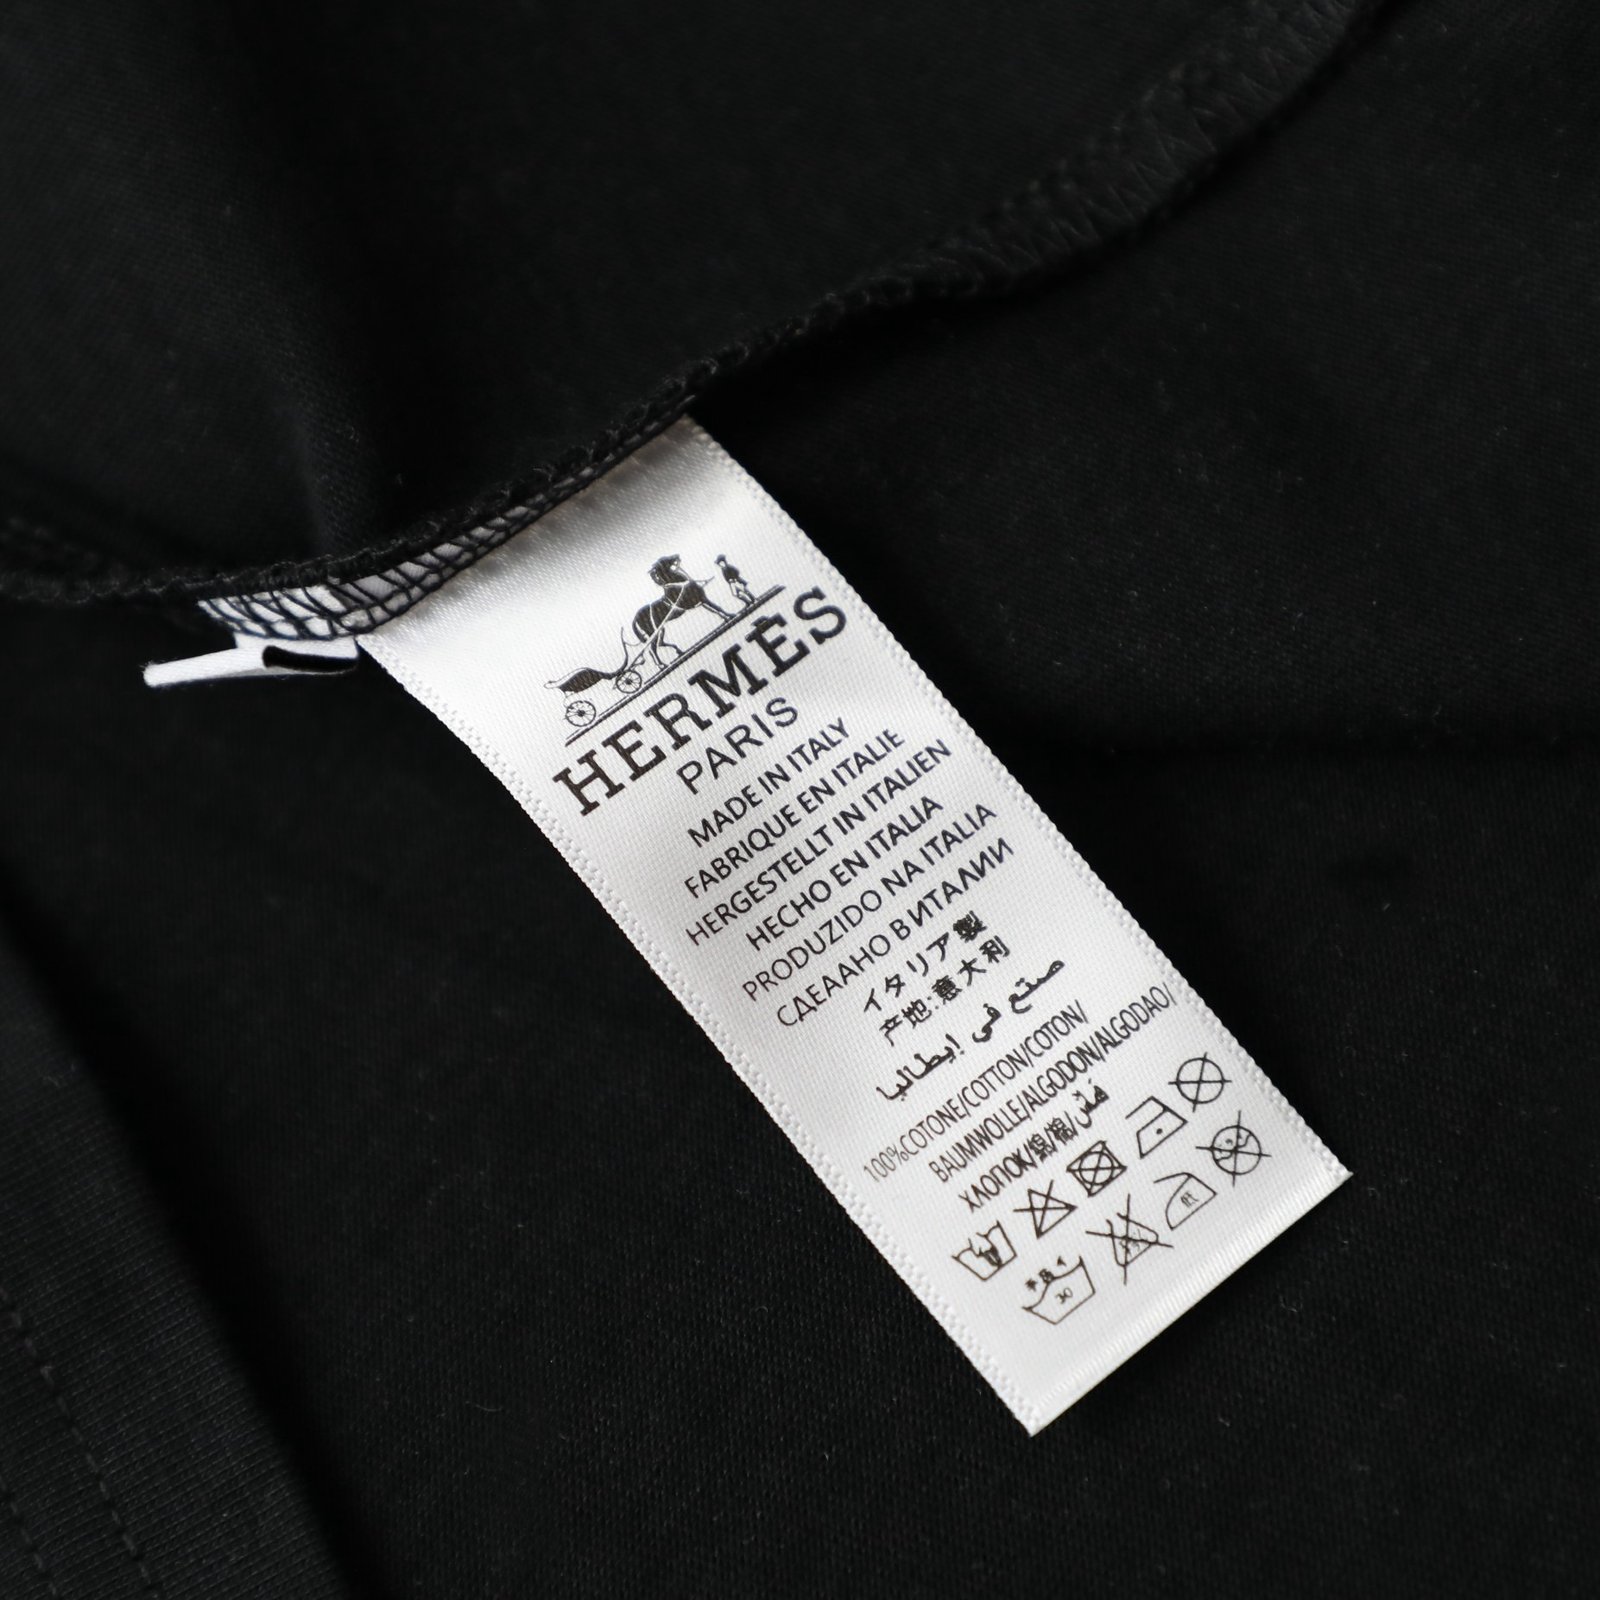 HERMÈS
PARIS
MADE IN ITALY
FABRIQUE EN ITALIE
HERGESTELLT IN ITALIEN
HECHO EN ITALIA
PRODUZIDO NA ITALIA
СДЕААНО В ИТАЛИИ
イタリア製
产地:意大利
صنع في إيطاليا
100%COTONE/COTTON/COTON/
BAUMWOLLE/ALGODON/ALGODAO/
ХЛОПОК/綿/棉/
30